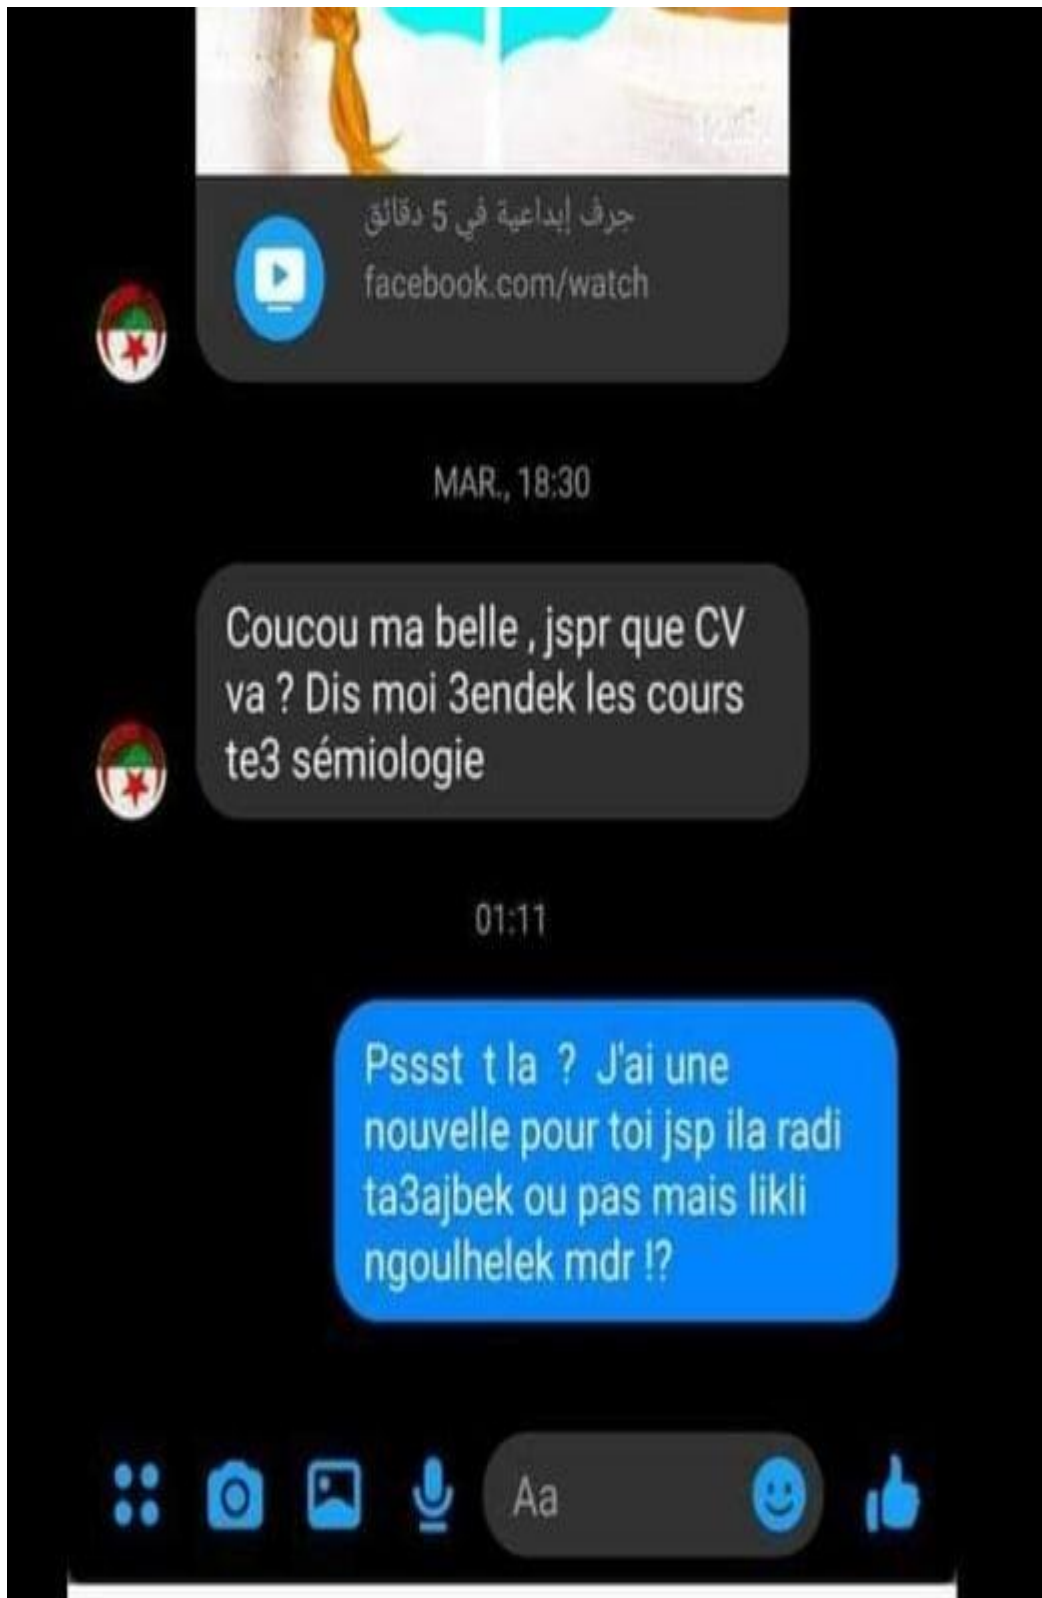 جرف إبداعية في 5 دقائق
facebook.com/watch
MAR., 18:30
Coucou ma belle , jspr que CV
va ? Dis moi 3endek les cours
te3 sémiologie
01:11
Pssst t la ? J'ai une
nouvelle pour toi jsp ila radi
ta3ajbek ou pas mais likli
ngoulhelek mdr !?
Aa